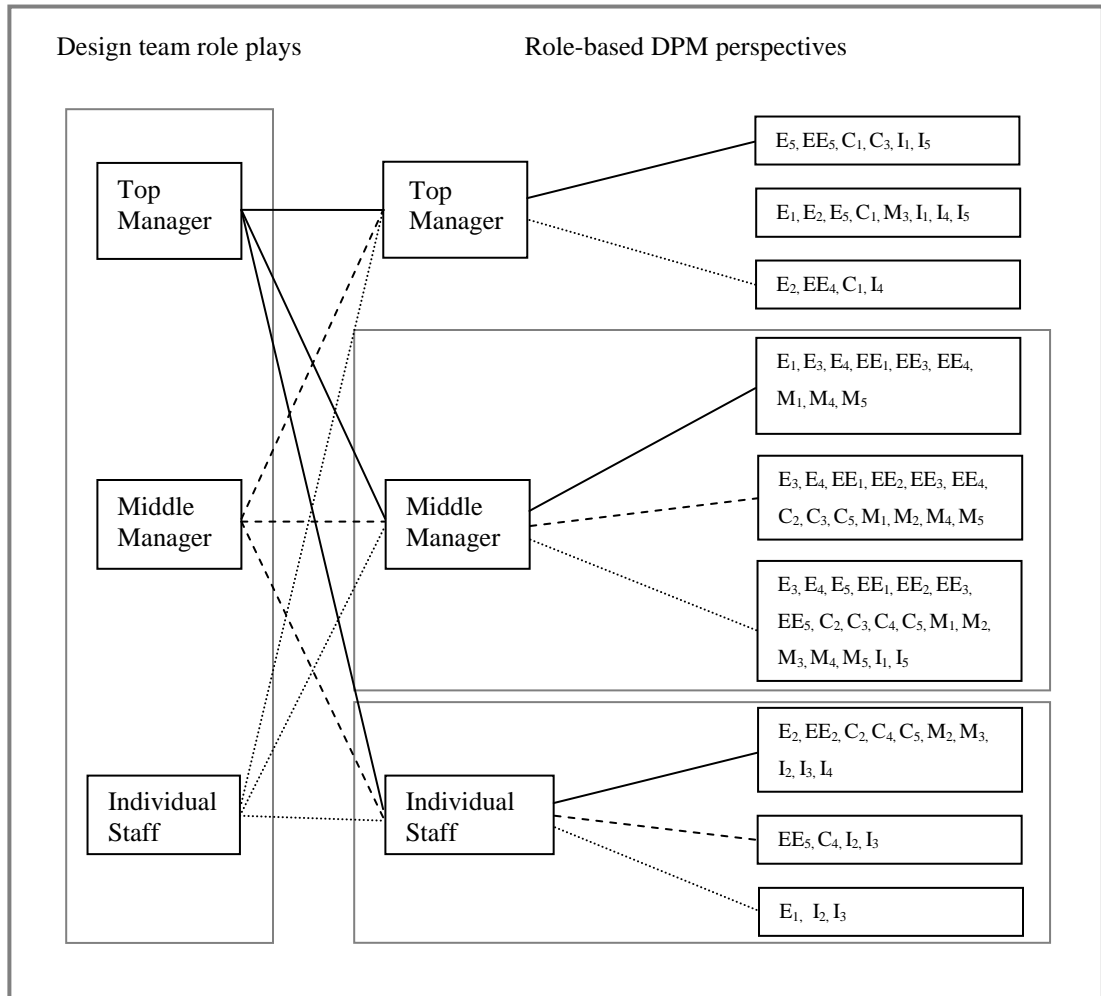 Design team role plays
Role-based DPM perspectives
Top
Manager
Top
Manager
E₅, EE₅, C₁, C₃, I₁, I₅
E₁, E₂, E₅, C₁, M₃, I₁, I₄, I₅
E₂, EE₄, C₁, I₄
Middle
Manager
Middle
Manager
E₁, E₃, E₄, EE₁, EE₃, EE₄,
M₁, M₄, M₅
E₃, E₄, EE₁, EE₂, EE₃, EE₄,
C₂, C₃, C₅, M₁, M₂, M₄, M₅
E₃, E₄, E₅, EE₁, EE₂, EE₃,
EE₅, C₂, C₃, C₄, C₅, M₁, M₂,
M₃, M₄, M₅, I₁, I₅
Individual
Staff
Individual
Staff
E₂, EE₂, C₂, C₄, C₅, M₂, M₃,
I₂, I₃, I₄
EE₅, C₄, I₂, I₃
E₁, I₂, I₃